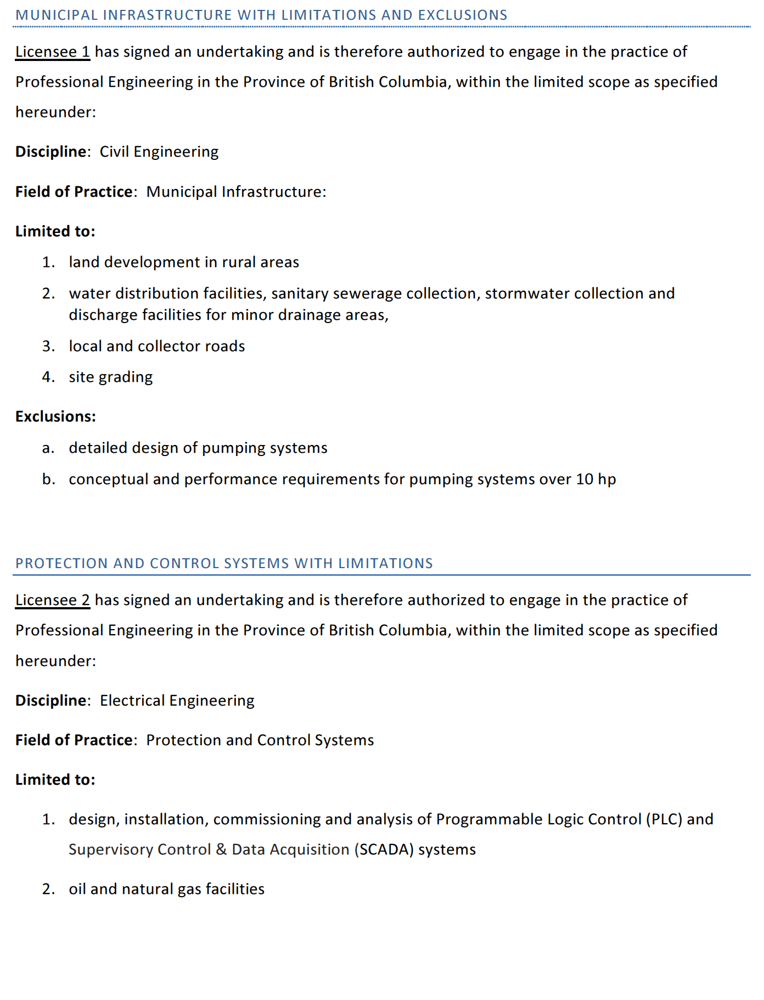 MUNICIPAL INFRASTRUCTURE WITH LIMITATIONS AND EXCLUSIONS
Licensee 1 has signed an undertaking and is therefore authorized to engage in the practice of
Professional Engineering in the Province of British Columbia, within the limited scope as specified
hereunder:
Discipline: Civil Engineering
Field of Practice: Municipal Infrastructure:
Limited to:
1. land development in rural areas
2. water distribution facilities, sanitary sewerage collection, stormwater collection and
discharge facilities for minor drainage areas,
3. local and collector roads
4. site grading
Exclusions:
a. detailed design of pumping systems
b. conceptual and performance requirements for pumping systems over 10 hp
PROTECTION AND CONTROL SYSTEMS WITH LIMITATIONS
Licensee 2 has signed an undertaking and is therefore authorized to engage in the practice of
Professional Engineering in the Province of British Columbia, within the limited scope as specified
hereunder:
Discipline: Electrical Engineering
Field of Practice: Protection and Control Systems
Limited to:
1. design, installation, commissioning and analysis of Programmable Logic Control (PLC) and
Supervisory Control & Data Acquisition (SCADA) systems
2. oil and natural gas facilities